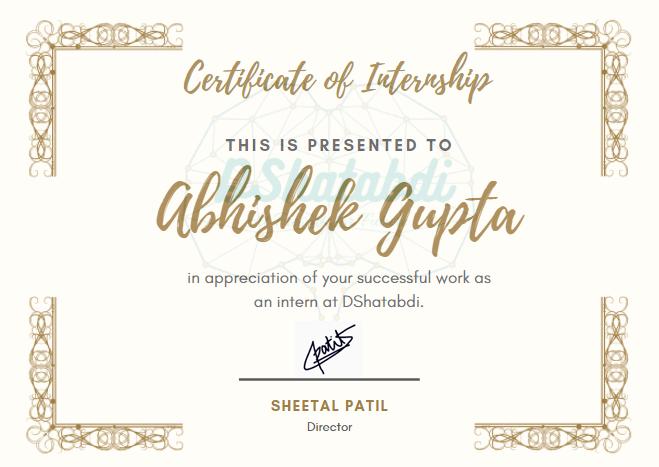 Certificate of Internship
THIS IS PRESENTED TO
DShatabdi
Abhishek Gupta
in appreciation of your successful work as
an intern at DShatabdi.
Patil
SHEETAL PATIL
Director